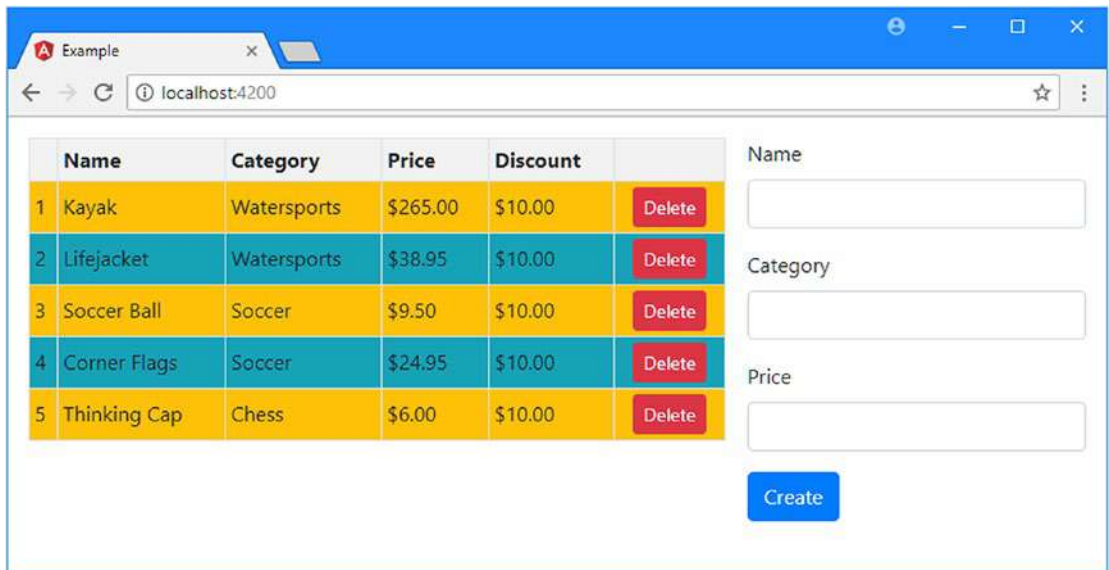 Example
localhost:4200
Name Category Price Discount
1 Kayak Watersports $265.00 $10.00 Delete
2 Lifejacket Watersports $38.95 $10.00 Delete
3 Soccer Ball Soccer $9.50 $10.00 Delete
4 Corner Flags Soccer $24.95 $10.00 Delete
5 Thinking Cap Chess $6.00 $10.00 Delete
Name
Category
Price
Create